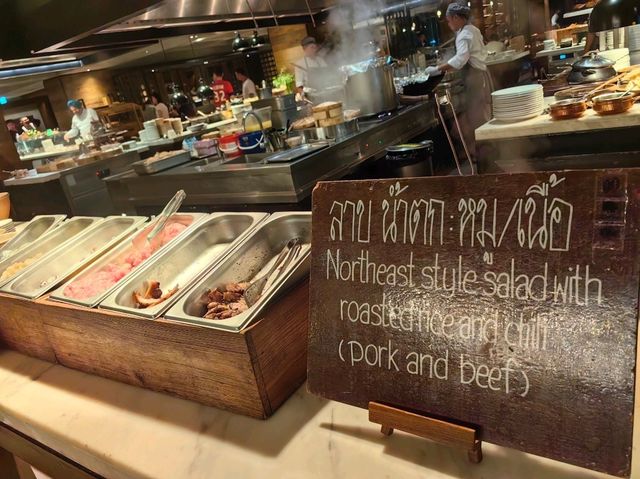 ลาบ น้ำตก : หมู/เนื้อ
Northeast style salad with
roasted rice and chili
(pork and beef)